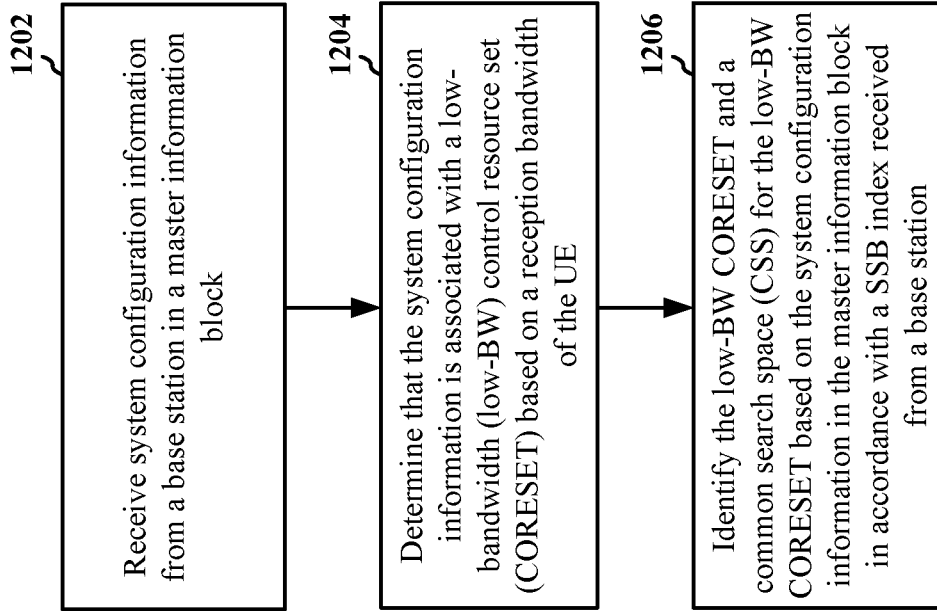 1202
Receive system configuration information
from a base station in a master information
block
1204
Determine that the system configuration
information is associated with a low-
bandwidth (low-BW) control resource set
(CORESET) based on a reception bandwidth
of the UE
1206
Identify the low-BW CORESET and a
common search space (CSS) for the low-BW
CORESET based on the system configuration
information in the master information block
in accordance with a SSB index received
from a base station